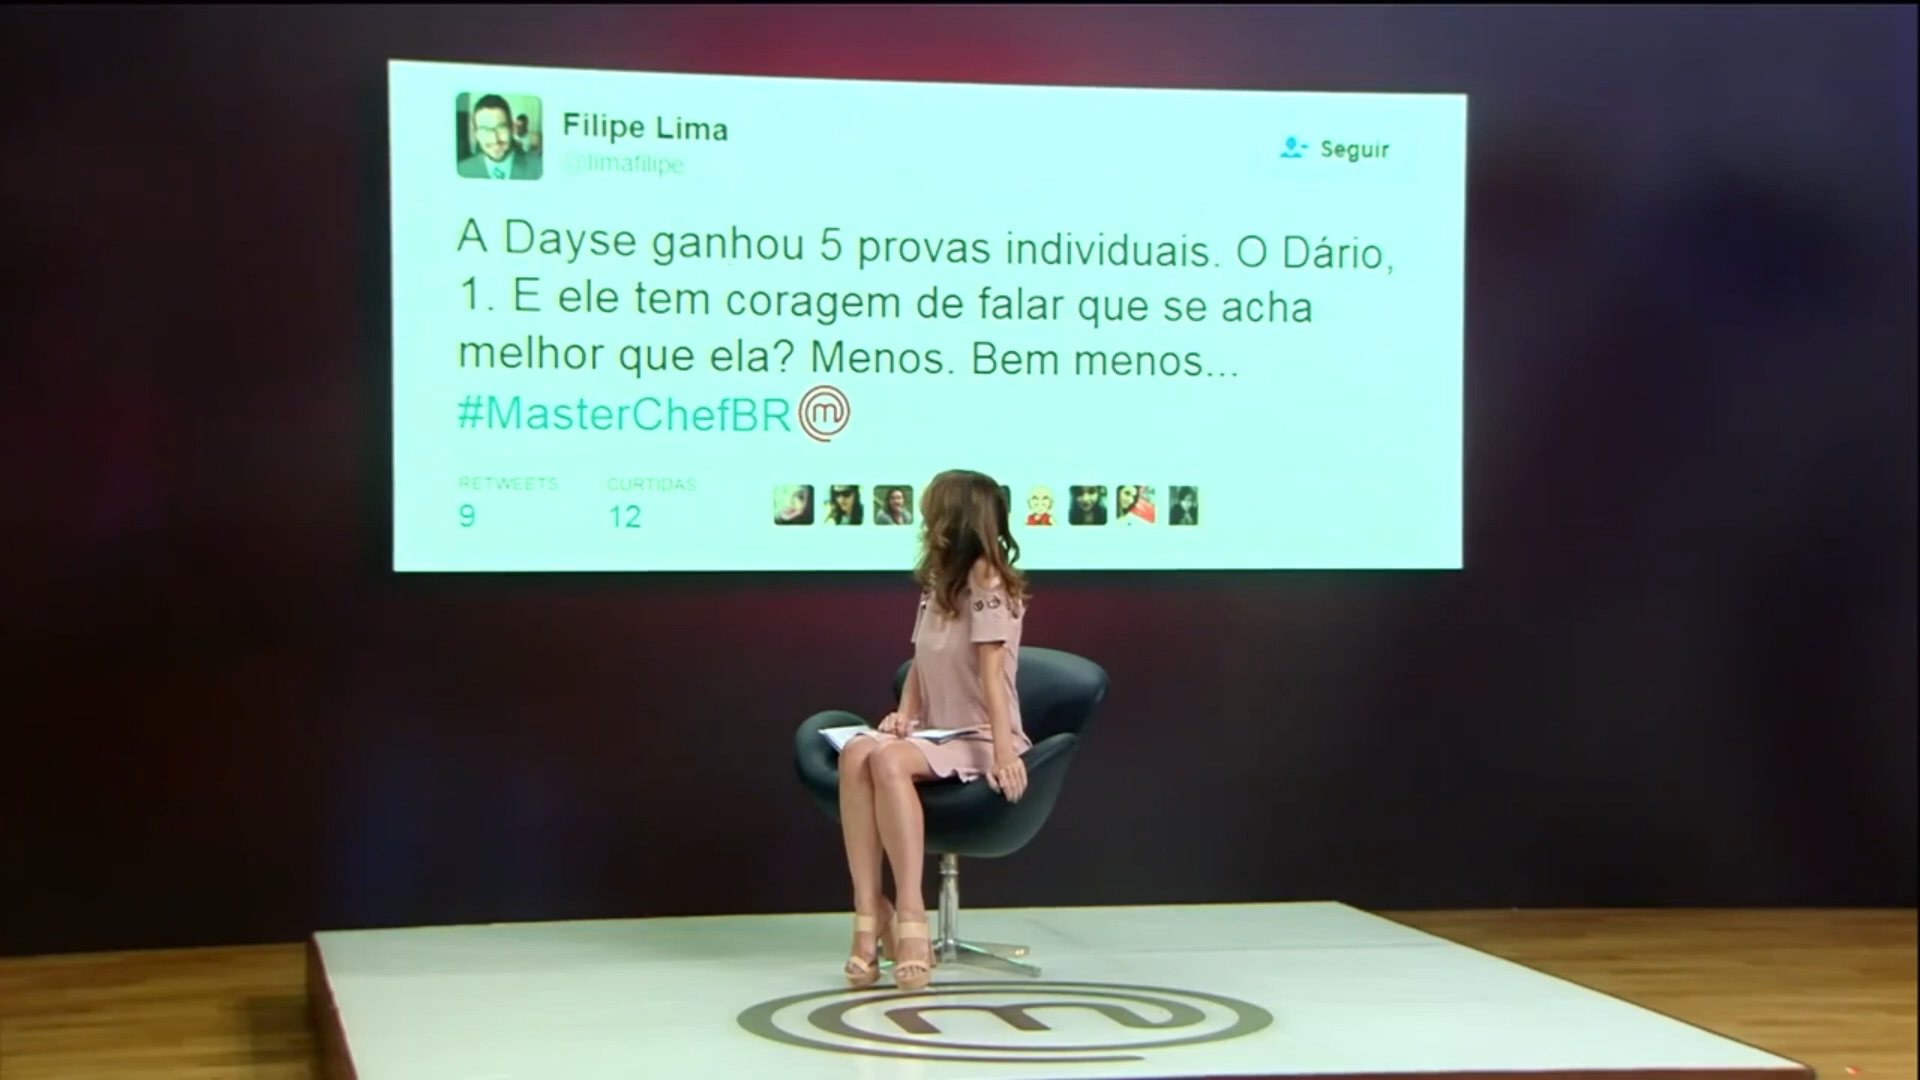 Filipe Lima
@limafilipe
Seguir
A Dayse ganhou 5 provas individuais. O Dário,
1. E ele tem coragem de falar que se acha
melhor que ela? Menos. Bem menos...
#MasterChefBR
RETWEETS CURTIDAS
9 12